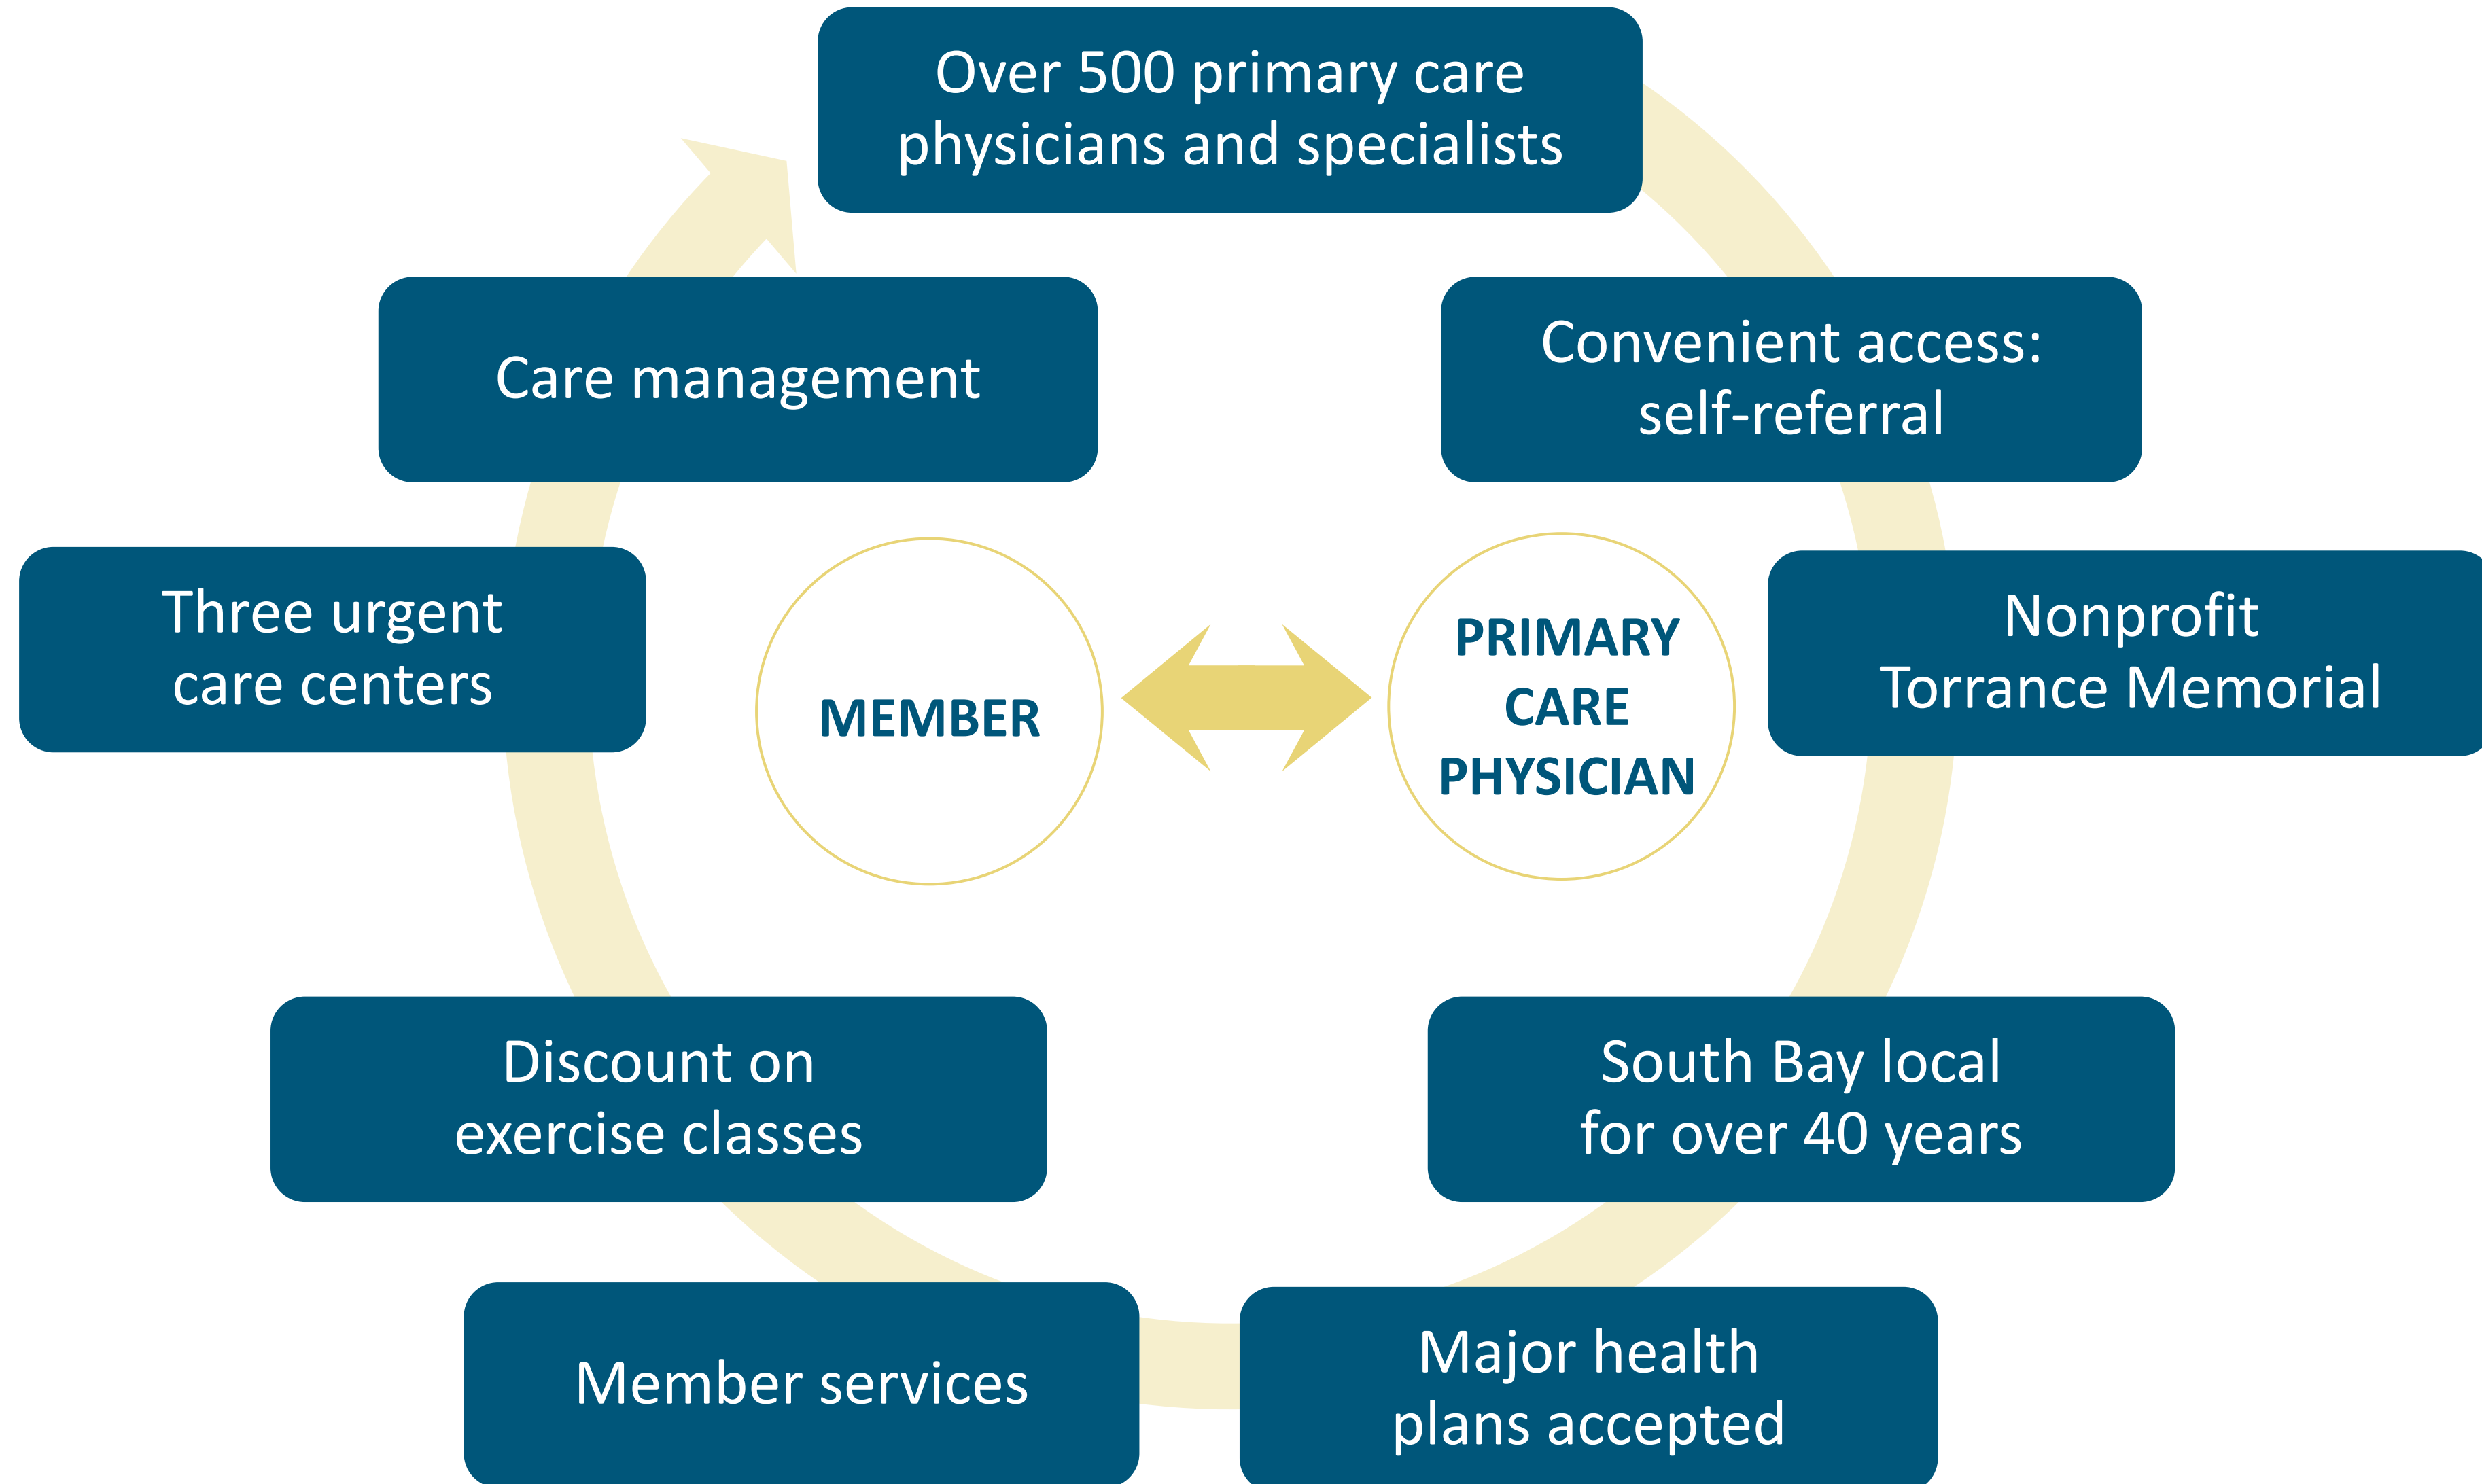 Over 500 primary care
physicians and specialists
Care management
Convenient access:
self-referral
Three urgent
care centers
MEMBER
PRIMARY
CARE
PHYSICIAN
Nonprofit
Torrance Memorial
Discount on
exercise classes
South Bay local
for over 40 years
Member services
Major health
plans accepted